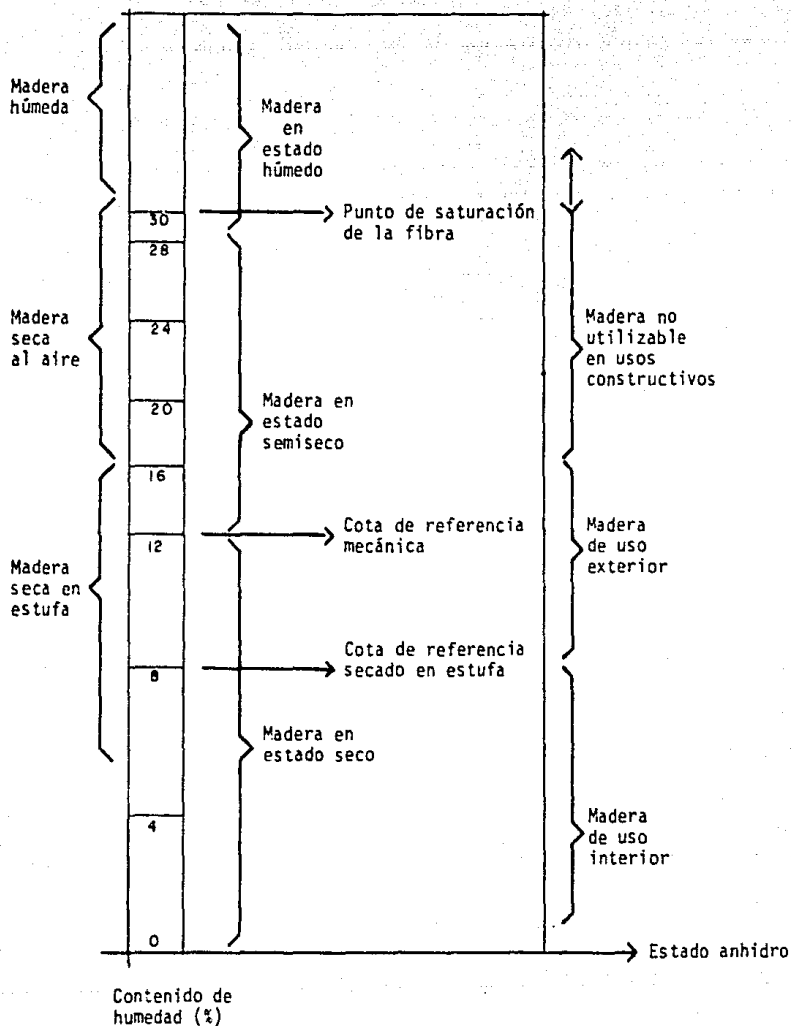 Madera
húmeda
Madera
en
estado
húmedo
30
Punto de saturación
de la fibra
28
Madera
seca
al aire
24
Madera no
utilizable
en usos
constructivos
20
Madera en
estado
semiseco
16
12
Cota de referencia
mecánica
Madera
de uso
exterior
Madera
seca en
estufa
8
Cota de referencia
secado en estufa
Madera en
estado seco
4
Madera
de uso
interior
0
Estado anhidro
Contenido de
humedad (%)